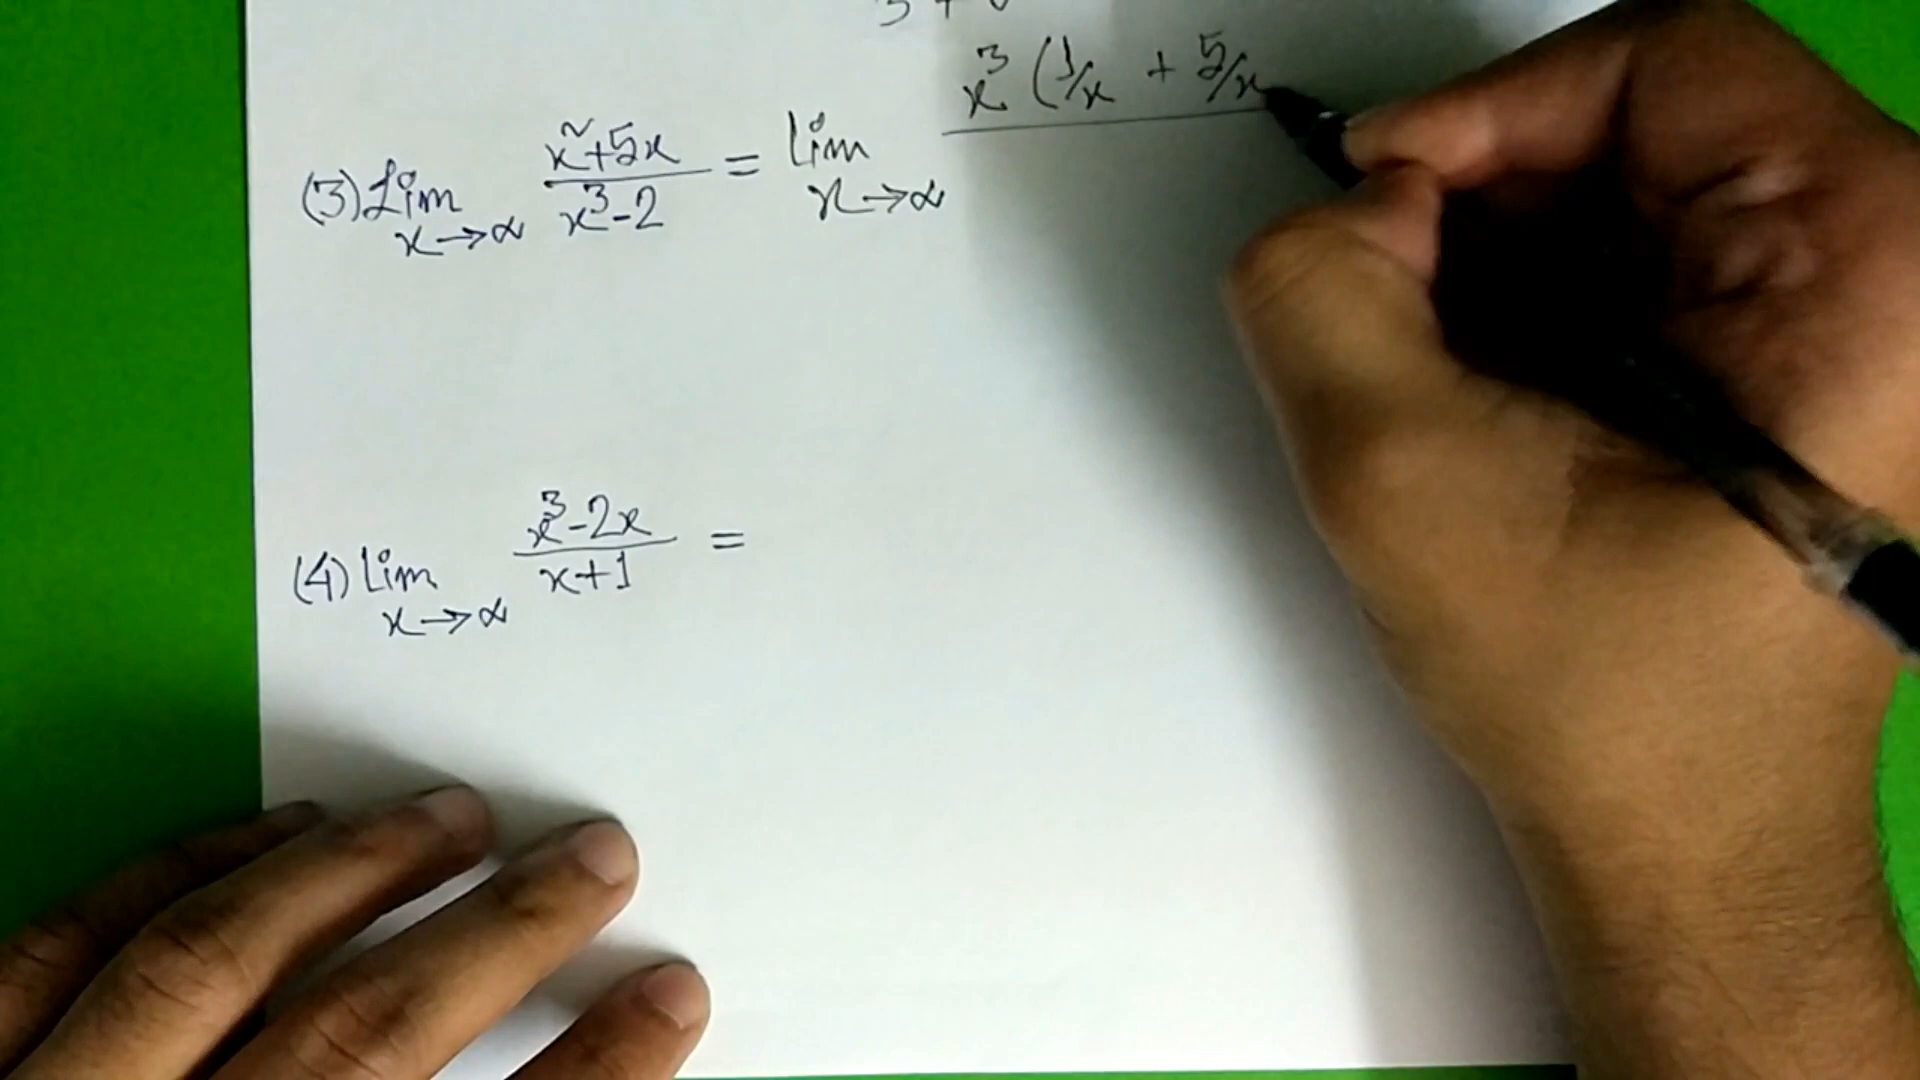 x³ (1/x + 5/x
(3) Lim x→∞ x²+5x / x³-2 = lim x→∞
(4) lim x→∞ x³-2x / x+1 =